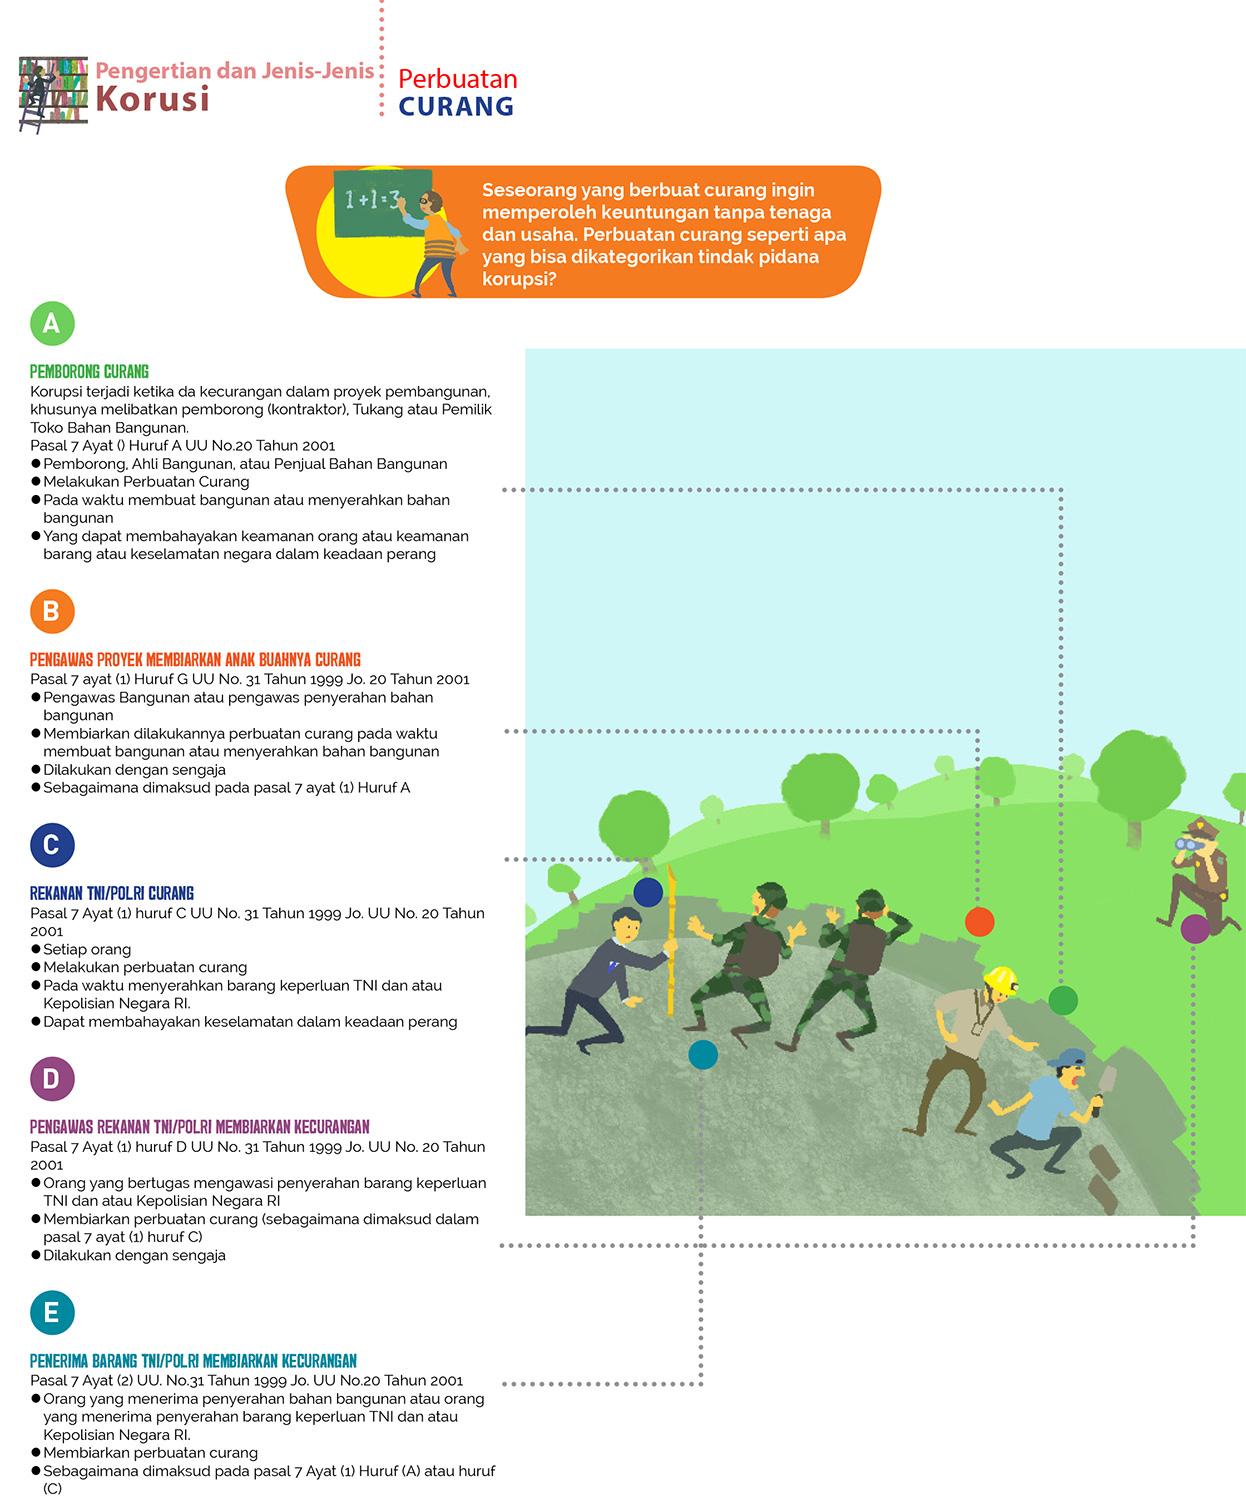 Pengertian dan Jenis-Jenis
Korusi
Perbuatan
CURANG
1+1=3
Seseorang yang berbuat curang ingin
memperoleh keuntungan tanpa tenaga
dan usaha. Perbuatan curang seperti apa
yang bisa dikategorikan tindak pidana
korupsi?
A
PEMBORONG CURANG
Korupsi terjadi ketika da kecurangan dalam proyek pembangunan,
khusunya melibatkan pemborong (kontraktor), Tukang atau Pemilik
Toko Bahan Bangunan.
Pasal 7 Ayat () Huruf A UU No.20 Tahun 2001
● Pemborong, Ahli Bangunan, atau Penjual Bahan Bangunan
● Melakukan Perbuatan Curang
● Pada waktu membuat bangunan atau menyerahkan bahan
bangunan
● Yang dapat membahayakan keamanan orang atau keamanan
barang atau keselamatan negara dalam keadaan perang
B
PENGAWAS PROYEK MEMBIARKAN ANAK BUAHNYA CURANG
Pasal 7 ayat (1) Huruf G UU No. 31 Tahun 1999 Jo. 20 Tahun 2001
● Pengawas Bangunan atau pengawas penyerahan bahan
bangunan
● Membiarkan dilakukannya perbuatan curang pada waktu
membuat bangunan atau menyerahkan bahan bangunan
● Dilakukan dengan sengaja
● Sebagaimana dimaksud pada pasal 7 ayat (1) Huruf A
C
REKANAN TNI/POLRI CURANG
Pasal 7 Ayat (1) huruf C UU No. 31 Tahun 1999 Jo. UU No. 20 Tahun
2001
● Setiap orang
● Melakukan perbuatan curang
● Pada waktu menyerahkan barang keperluan TNI dan atau
Kepolisian Negara RI.
● Dapat membahayakan keselamatan dalam keadaan perang
D
PENGAWAS REKANAN TNI/POLRI MEMBIARKAN KECURANGAN
Pasal 7 Ayat (1) huruf D UU No. 31 Tahun 1999 Jo. UU No. 20 Tahun
2001
● Orang yang bertugas mengawasi penyerahan barang keperluan
TNI dan atau Kepolisian Negara RI
● Membiarkan perbuatan curang (sebagaimana dimaksud dalam
pasal 7 ayat (1) huruf C)
● Dilakukan dengan sengaja
E
PENERIMA BARANG TNI/POLRI MEMBIARKAN KECURANGAN
Pasal 7 Ayat (2) UU. No.31 Tahun 1999 Jo. UU No.20 Tahun 2001
● Orang yang menerima penyerahan bahan bangunan atau orang
yang menerima penyerahan barang keperluan TNI dan atau
Kepolisian Negara RI.
● Membiarkan perbuatan curang
● Sebagaimana dimaksud pada pasal 7 Ayat (1) Huruf (A) atau huruf
(C)